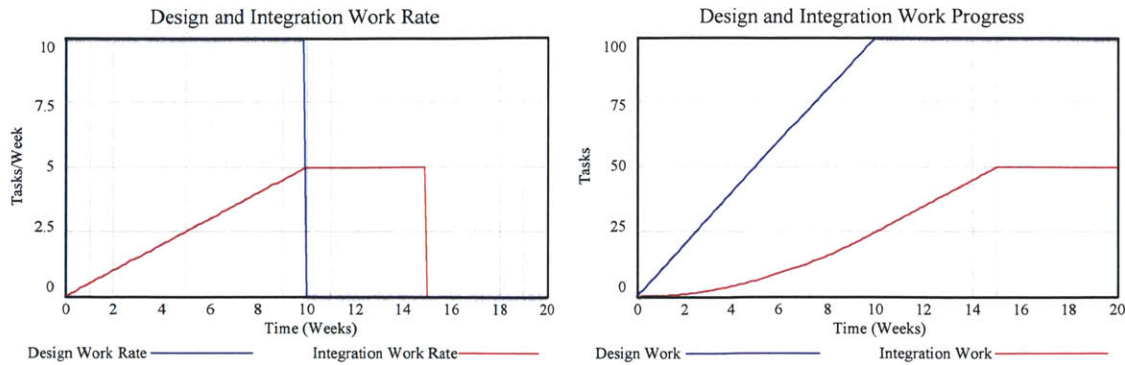 Design and Integration Work Rate
10
7.5
5
2.5
0
Tasks/Week
0 2 4 6 8 10 12 14 16 18 20
Time (Weeks)
Design Work Rate Integration Work Rate
Design and Integration Work Progress
100
75
50
25
0
Tasks
0 2 4 6 8 10 12 14 16 18 20
Time (Weeks)
Design Work Integration Work